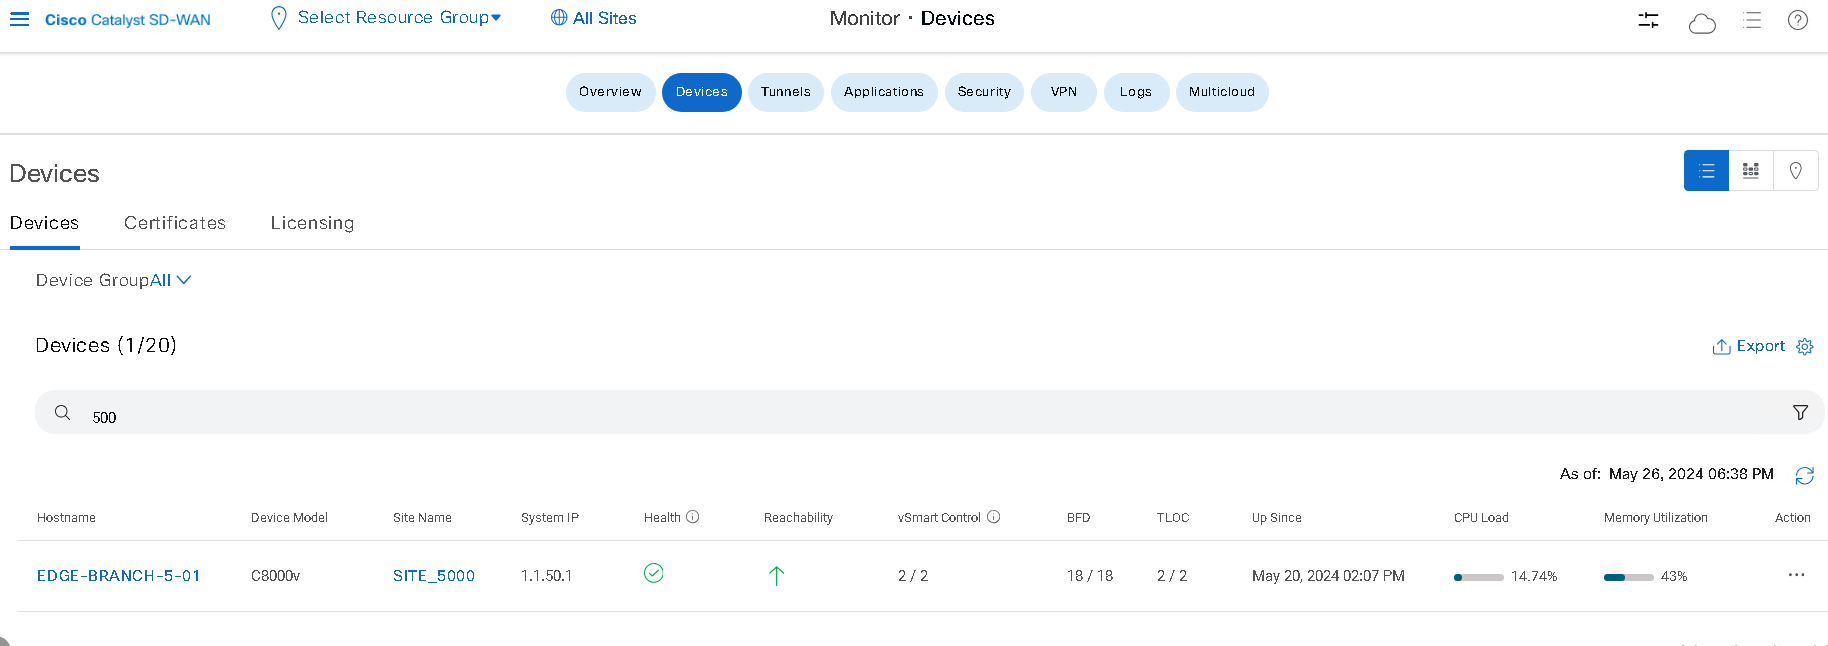 Cisco Catalyst SD-WAN Select Resource Group All Sites Monitor · Devices
Overview Devices Tunnels Applications Security VPN Logs Multicloud
Devices
Devices Certificates Licensing
Device GroupAll
Devices (1/20) Export
500
As of: May 26, 2024 06:38 PM
Hostname Device Model Site Name System IP Health Reachability vSmart Control BFD TLOC Up Since CPU Load Memory Utilization Action
EDGE-BRANCH-5-01 C8000v SITE_5000 1.1.50.1 2 / 2 18 / 18 2 / 2 May 20, 2024 02:07 PM 14.74% 43% ...